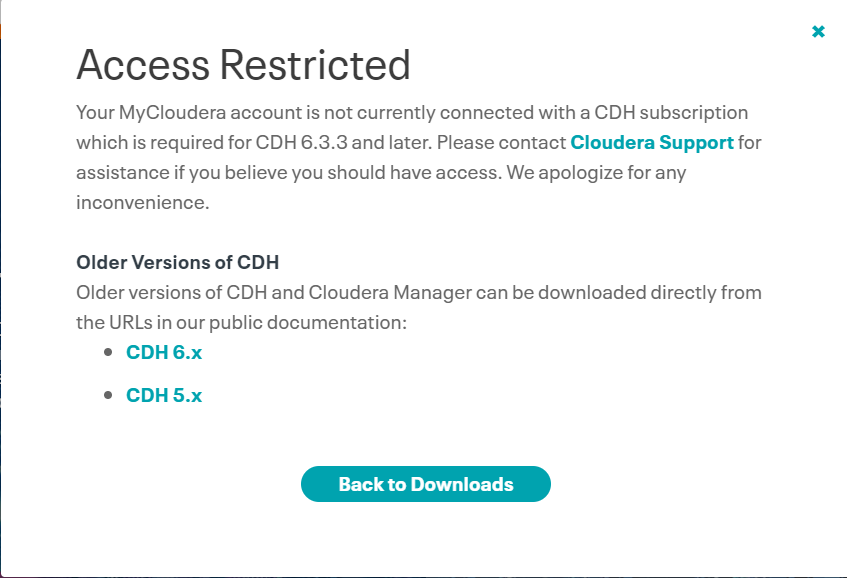 Access Restricted
Your MyCloudera account is not currently connected with a CDH subscription
which is required for CDH 6.3.3 and later. Please contact Cloudera Support for
assistance if you believe you should have access. We apologize for any
inconvenience.
Older Versions of CDH
Older versions of CDH and Cloudera Manager can be downloaded directly from
the URLs in our public documentation:
CDH 6.x
CDH 5.x
Back to Downloads